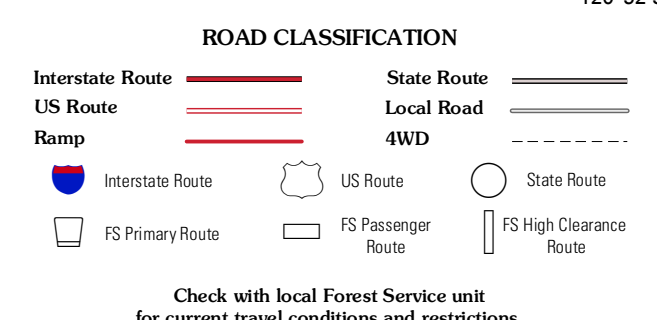 ROAD CLASSIFICATION
Interstate Route
State Route
US Route
Local Road
Ramp
4WD
Interstate Route
US Route
State Route
FS Primary Route
FS Passenger
Route
FS High Clearance
Route
Check with local Forest Service unit
for current travel conditions and restrictions